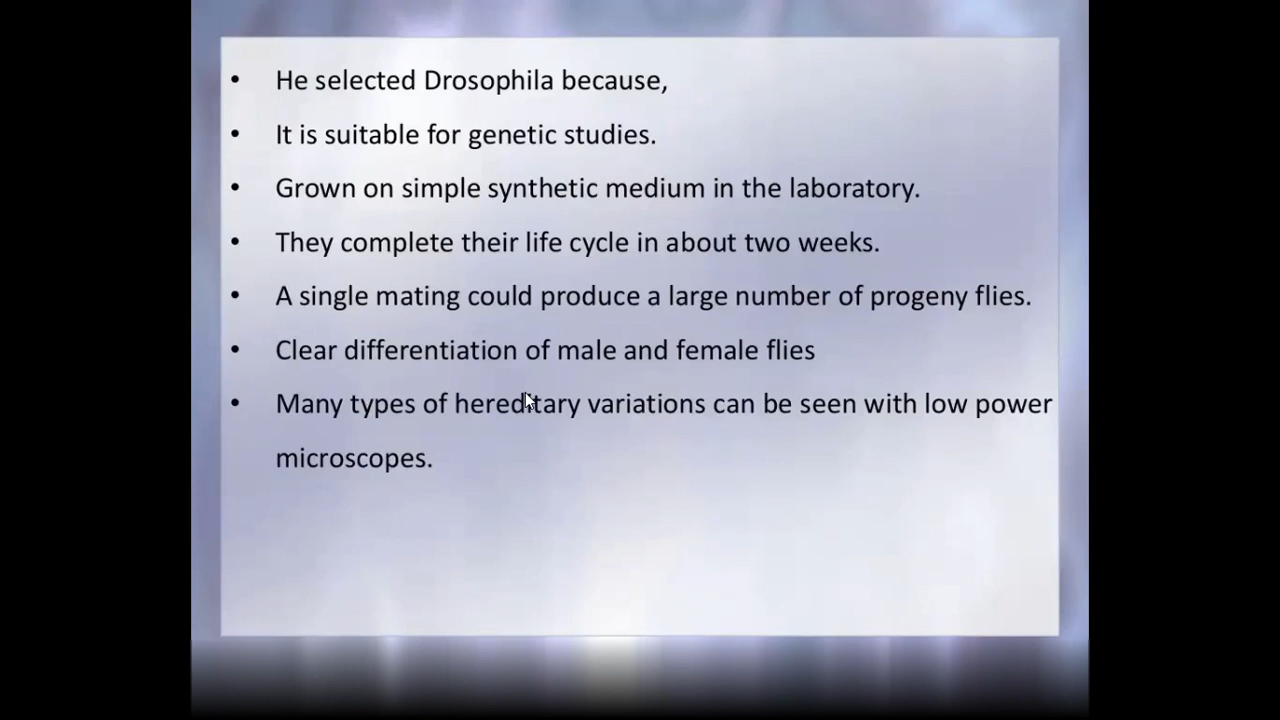 • He selected Drosophila because,
• It is suitable for genetic studies.
• Grown on simple synthetic medium in the laboratory.
• They complete their life cycle in about two weeks.
• A single mating could produce a large number of progeny flies.
• Clear differentiation of male and female flies
• Many types of hereditary variations can be seen with low power
microscopes.